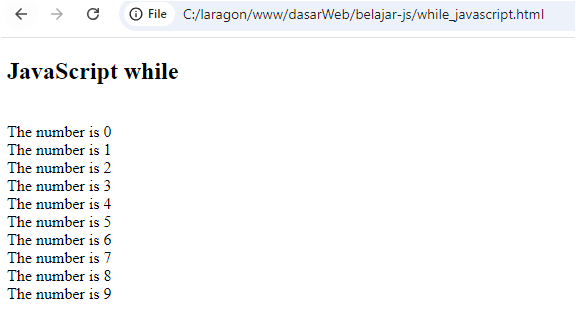 File C:/laragon/www/dasarWeb/belajar-js/while_javascript.html
JavaScript while
The number is 0
The number is 1
The number is 2
The number is 3
The number is 4
The number is 5
The number is 6
The number is 7
The number is 8
The number is 9